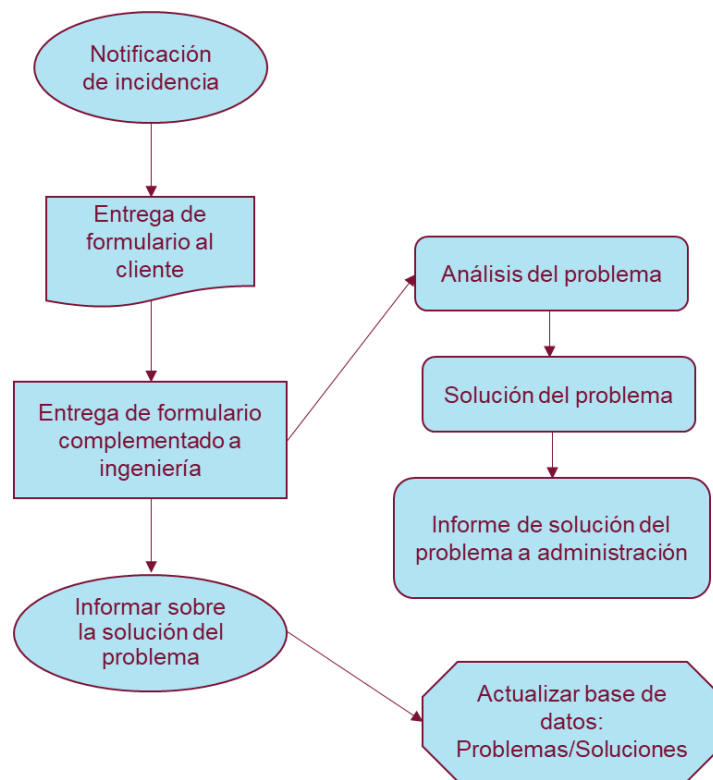 Notificación
de incidencia
Entrega de
formulario al
cliente
Entrega de formulario
complementado a
ingeniería
Informar sobre
la solución del
problema
Análisis del problema
Solución del problema
Informe de solución del
problema a administración
Actualizar base de
datos:
Problemas/Soluciones